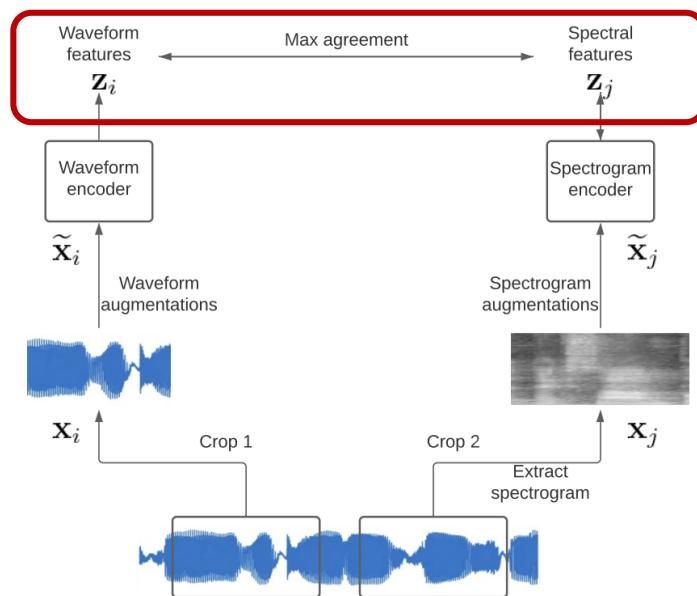 Waveform
features
Max agreement
Spectral
features
z_i
z_j
Waveform
encoder
Spectrogram
encoder
x̃_i
x̃_j
Waveform
augmentations
Spectrogram
augmentations
x_i
x_j
Crop 1
Crop 2
Extract
spectrogram